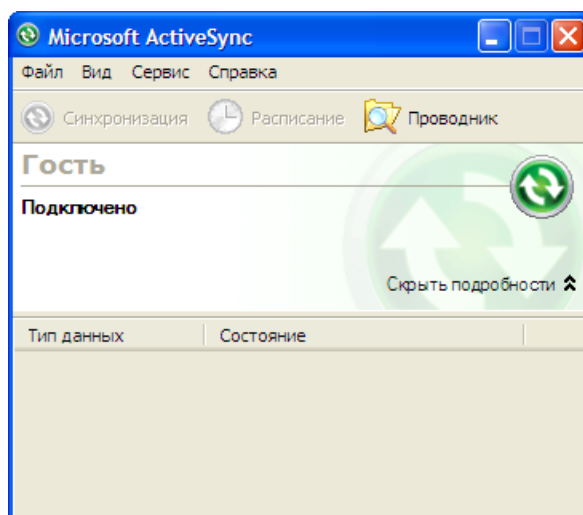 Microsoft ActiveSync
Файл Вид Сервис Справка
Синхронизация Расписание Проводник
Гость
Подключено
Скрыть подробности
Тип данных Состояние